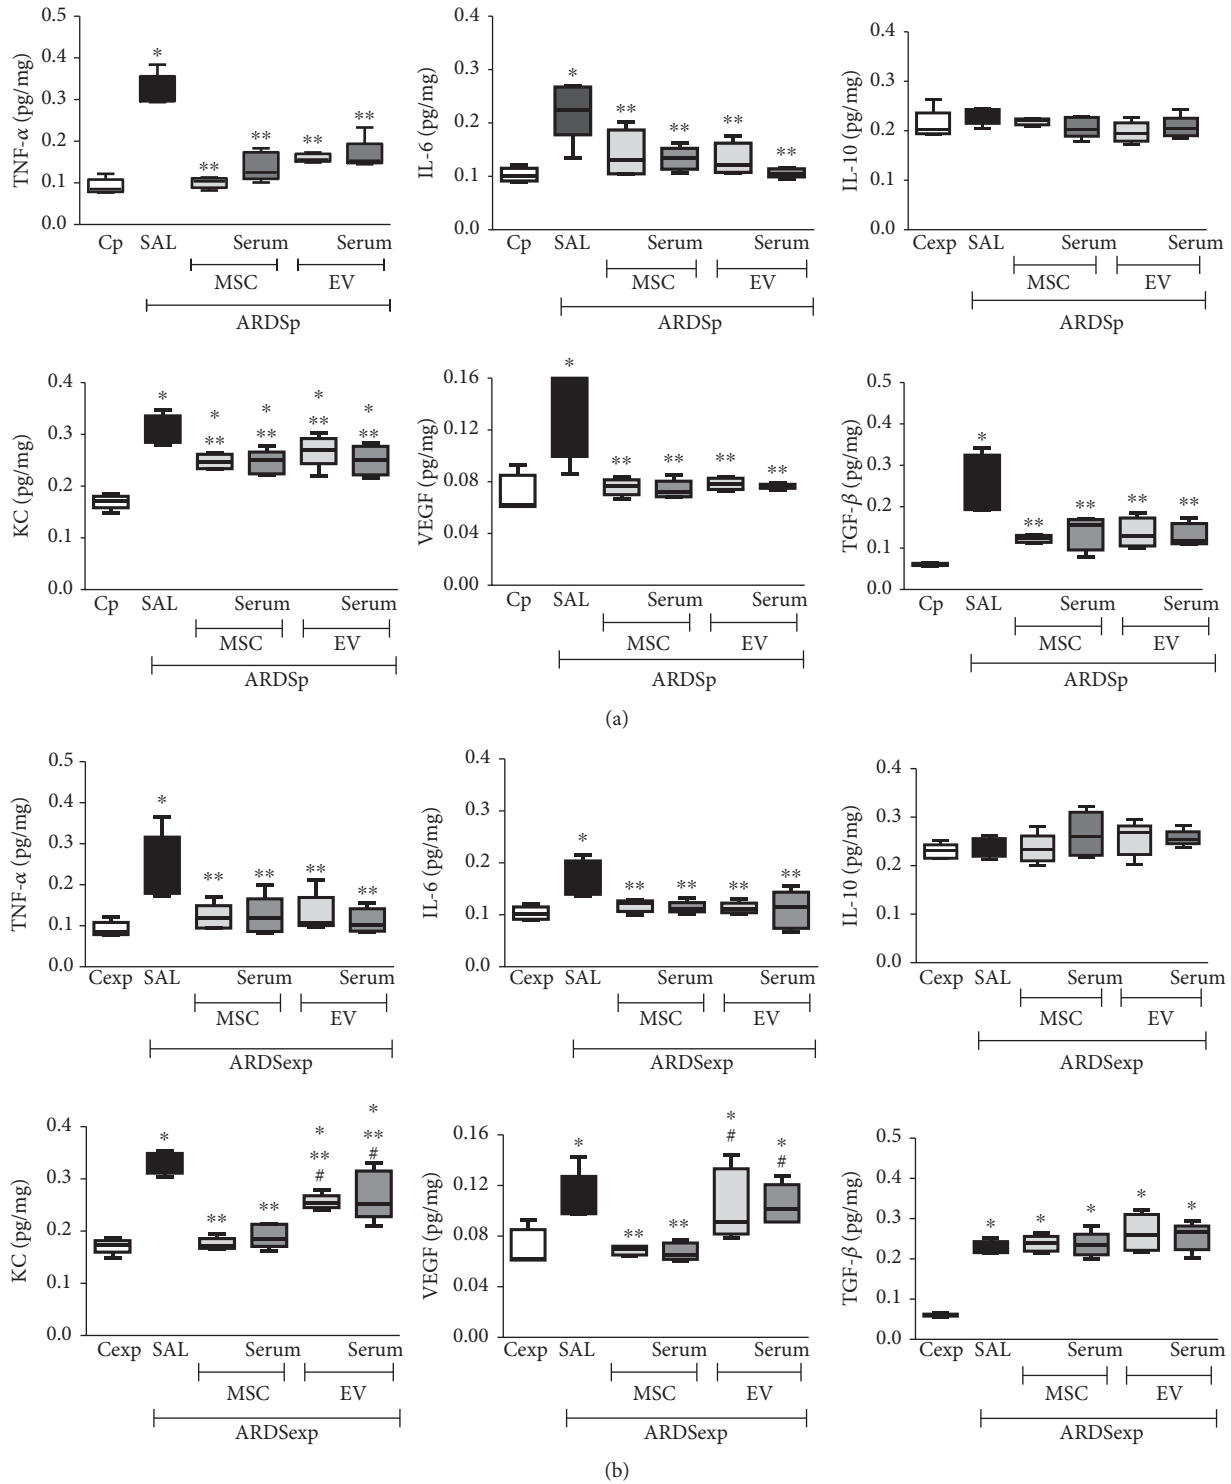 TNF-α (pg/mg)
0.5
0.4
0.3
0.2
0.1
0.0
*
**
**
**
**
Cp SAL Serum Serum
MSC EV
ARDSp
IL-6 (pg/mg)
0.4
0.3
0.2
0.1
0.0
*
**
**
**
**
Cp SAL Serum Serum
MSC EV
ARDSp
IL-10 (pg/mg)
0.4
0.3
0.2
0.1
0.0
Cexp SAL Serum Serum
MSC EV
ARDSp
KC (pg/mg)
0.4
0.3
0.2
0.1
0.0
*
* * * *
** ** ** **
Cp SAL Serum Serum
MSC EV
ARDSp
VEGF (pg/mg)
0.16
0.12
0.08
0.04
0.00
*
** ** ** **
Cp SAL Serum Serum
MSC EV
ARDSp
TGF-β (pg/mg)
0.5
0.4
0.3
0.2
0.1
0.0
*
** ** ** **
Cp SAL Serum Serum
MSC EV
ARDSp
(a)
TNF-α (pg/mg)
0.5
0.4
0.3
0.2
0.1
0.0
*
** ** ** **
Cexp SAL Serum Serum
MSC EV
ARDSexp
IL-6 (pg/mg)
0.4
0.3
0.2
0.1
0.0
*
** ** ** **
Cexp SAL Serum Serum
MSC EV
ARDSexp
IL-10 (pg/mg)
0.4
0.3
0.2
0.1
0.0
Cexp SAL Serum Serum
MSC EV
ARDSexp
KC (pg/mg)
0.4
0.3
0.2
0.1
0.0
*
** **
* *
** **
# #
Cexp SAL Serum Serum
MSC EV
ARDSexp
VEGF (pg/mg)
0.16
0.12
0.08
0.04
0.00
*
** **
* *
# #
Cexp SAL Serum Serum
MSC EV
ARDSexp
TGF-β (pg/mg)
0.5
0.4
0.3
0.2
0.1
0.0
* * * * *
Cexp SAL Serum Serum
MSC EV
ARDSexp
(b)